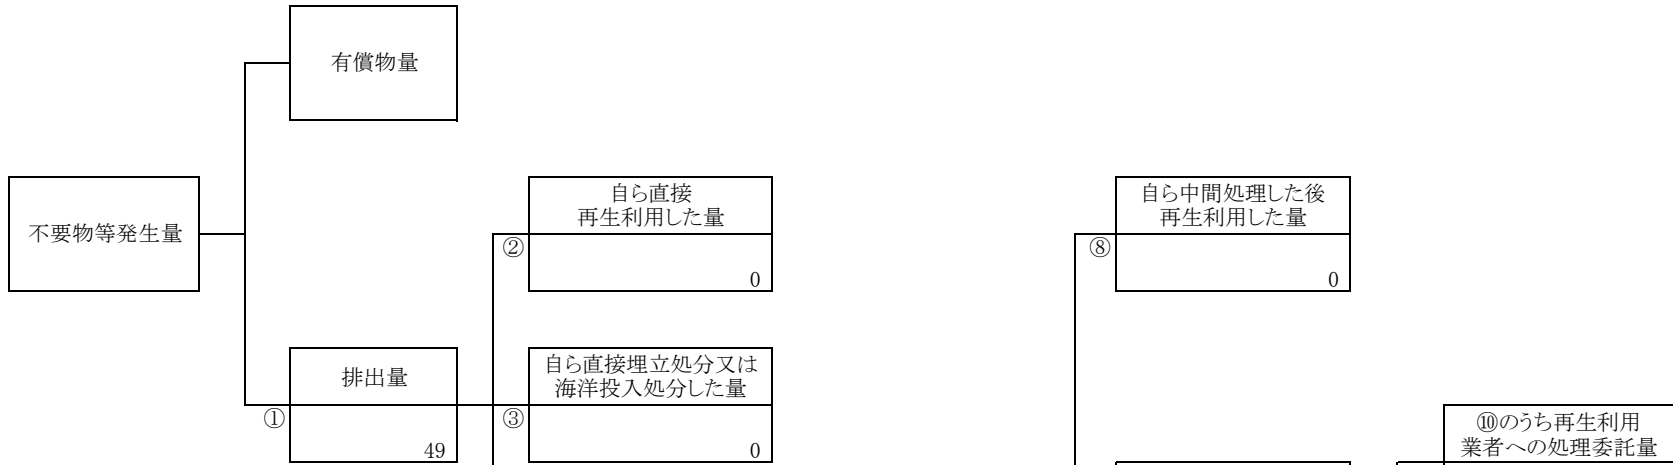 有償物量
不要物等発生量
自ら直接
再生利用した量
②
0
自ら中間処理した後
再生利用した量
⑧
0
排出量
①
49
自ら直接埋立処分又は
海洋投入処分した量
③
0
⑩のうち再生利用
業者への処理委託量